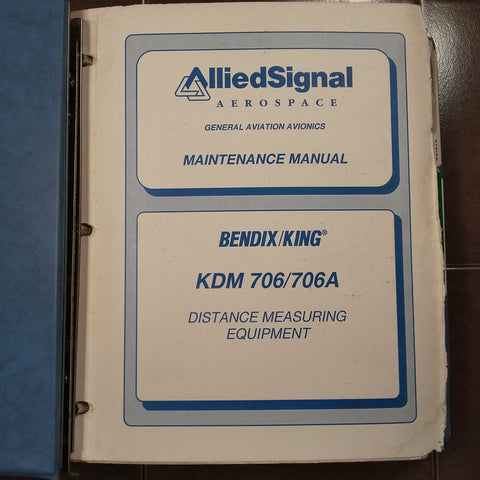 AlliedSignal
AEROSPACE
GENERAL AVIATION AVIONICS
MAINTENANCE MANUAL
BENDIX/KING®
KDM 706/706A
DISTANCE MEASURING
EQUIPMENT